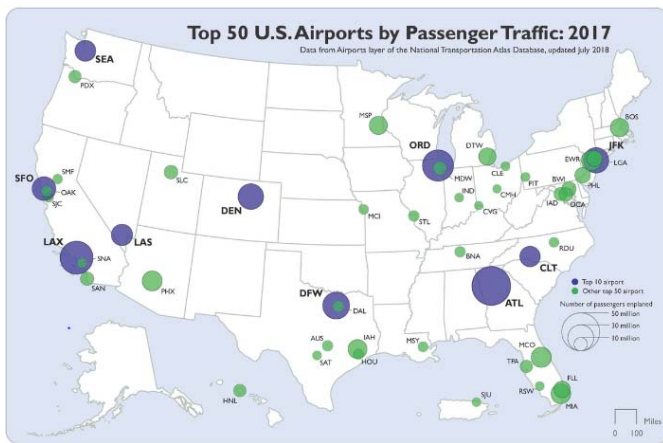 Top 50 U.S. Airports by Passenger Traffic: 2017
Data from Airports layer of the National Transportation Atlas Database, updated July 2018
SEA
PDX
MSP
BOS
ORD
DTW
JFK
EWR
LGA
SFO
SMF
OAK
SJC
SLC
MDW
CLE
PIT
BWI
PHL
IND
CMH
IAD
DCA
DEN
MCI
STL
CVG
LAX
LAS
SNA
BNA
RDU
SAN
PHX
CLT
DFW
DAL
ATL
Top 10 airport
Other top 50 airport
Number of passengers enplaned
50 million
30 million
10 million
AUS
IAH
MSY
MCO
SAT
HOU
TPA
HNL
SJU
RSW
FLL
MIA
Miles
0 100